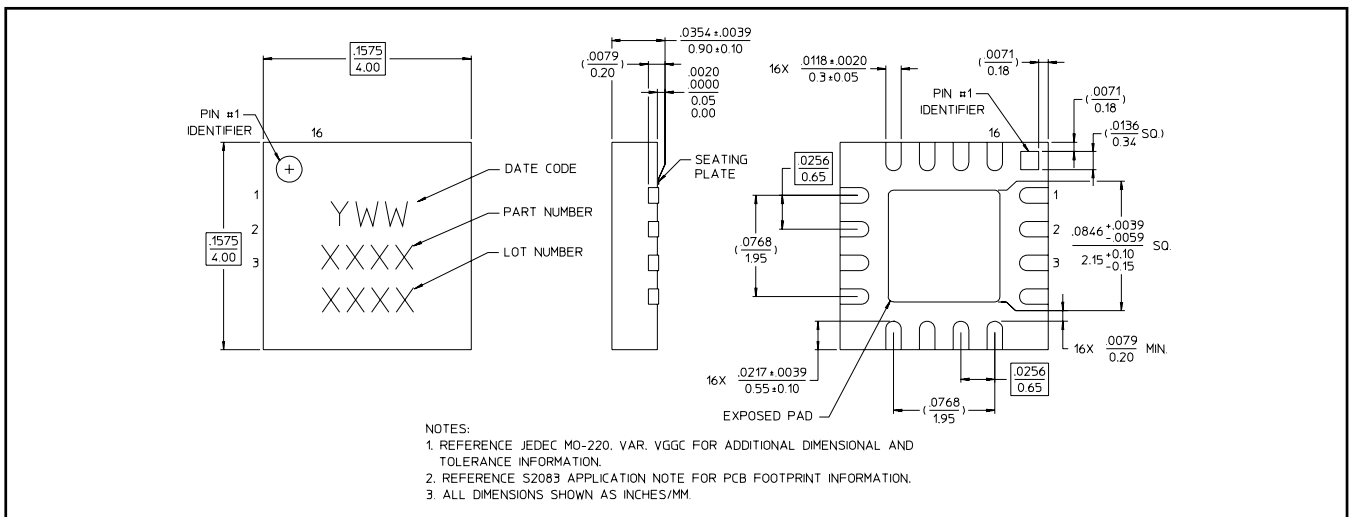 .1575
4.00
PIN #1
IDENTIFIER
16
.1575
4.00
1
2
3
YWW
XXXX
XXXX
DATE CODE
PART NUMBER
LOT NUMBER
.0354±.0039
0.90±0.10
(.0079
0.20)
.0020
.0000
0.05
0.00
SEATING
PLATE
16X .0118±.0020
0.3±0.05
(.0071
0.18)
PIN #1
IDENTIFIER
16
(.0071
0.18)
(.0136
0.34 SQ.)
.0256
0.65
(.0768
1.95)
1
2
3
.0846 +.0039
-.0059
2.15 +0.10
-0.15
SQ.
16X .0079
0.20 MIN.
16X .0217±.0039
0.55±0.10
.0256
0.65
(.0768
1.95)
EXPOSED PAD
NOTES:
1. REFERENCE JEDEC MO-220, VAR. VGGC FOR ADDITIONAL DIMENSIONAL AND
TOLERANCE INFORMATION.
2. REFERENCE S2083 APPLICATION NOTE FOR PCB FOOTPRINT INFORMATION.
3. ALL DIMENSIONS SHOWN AS INCHES/MM.